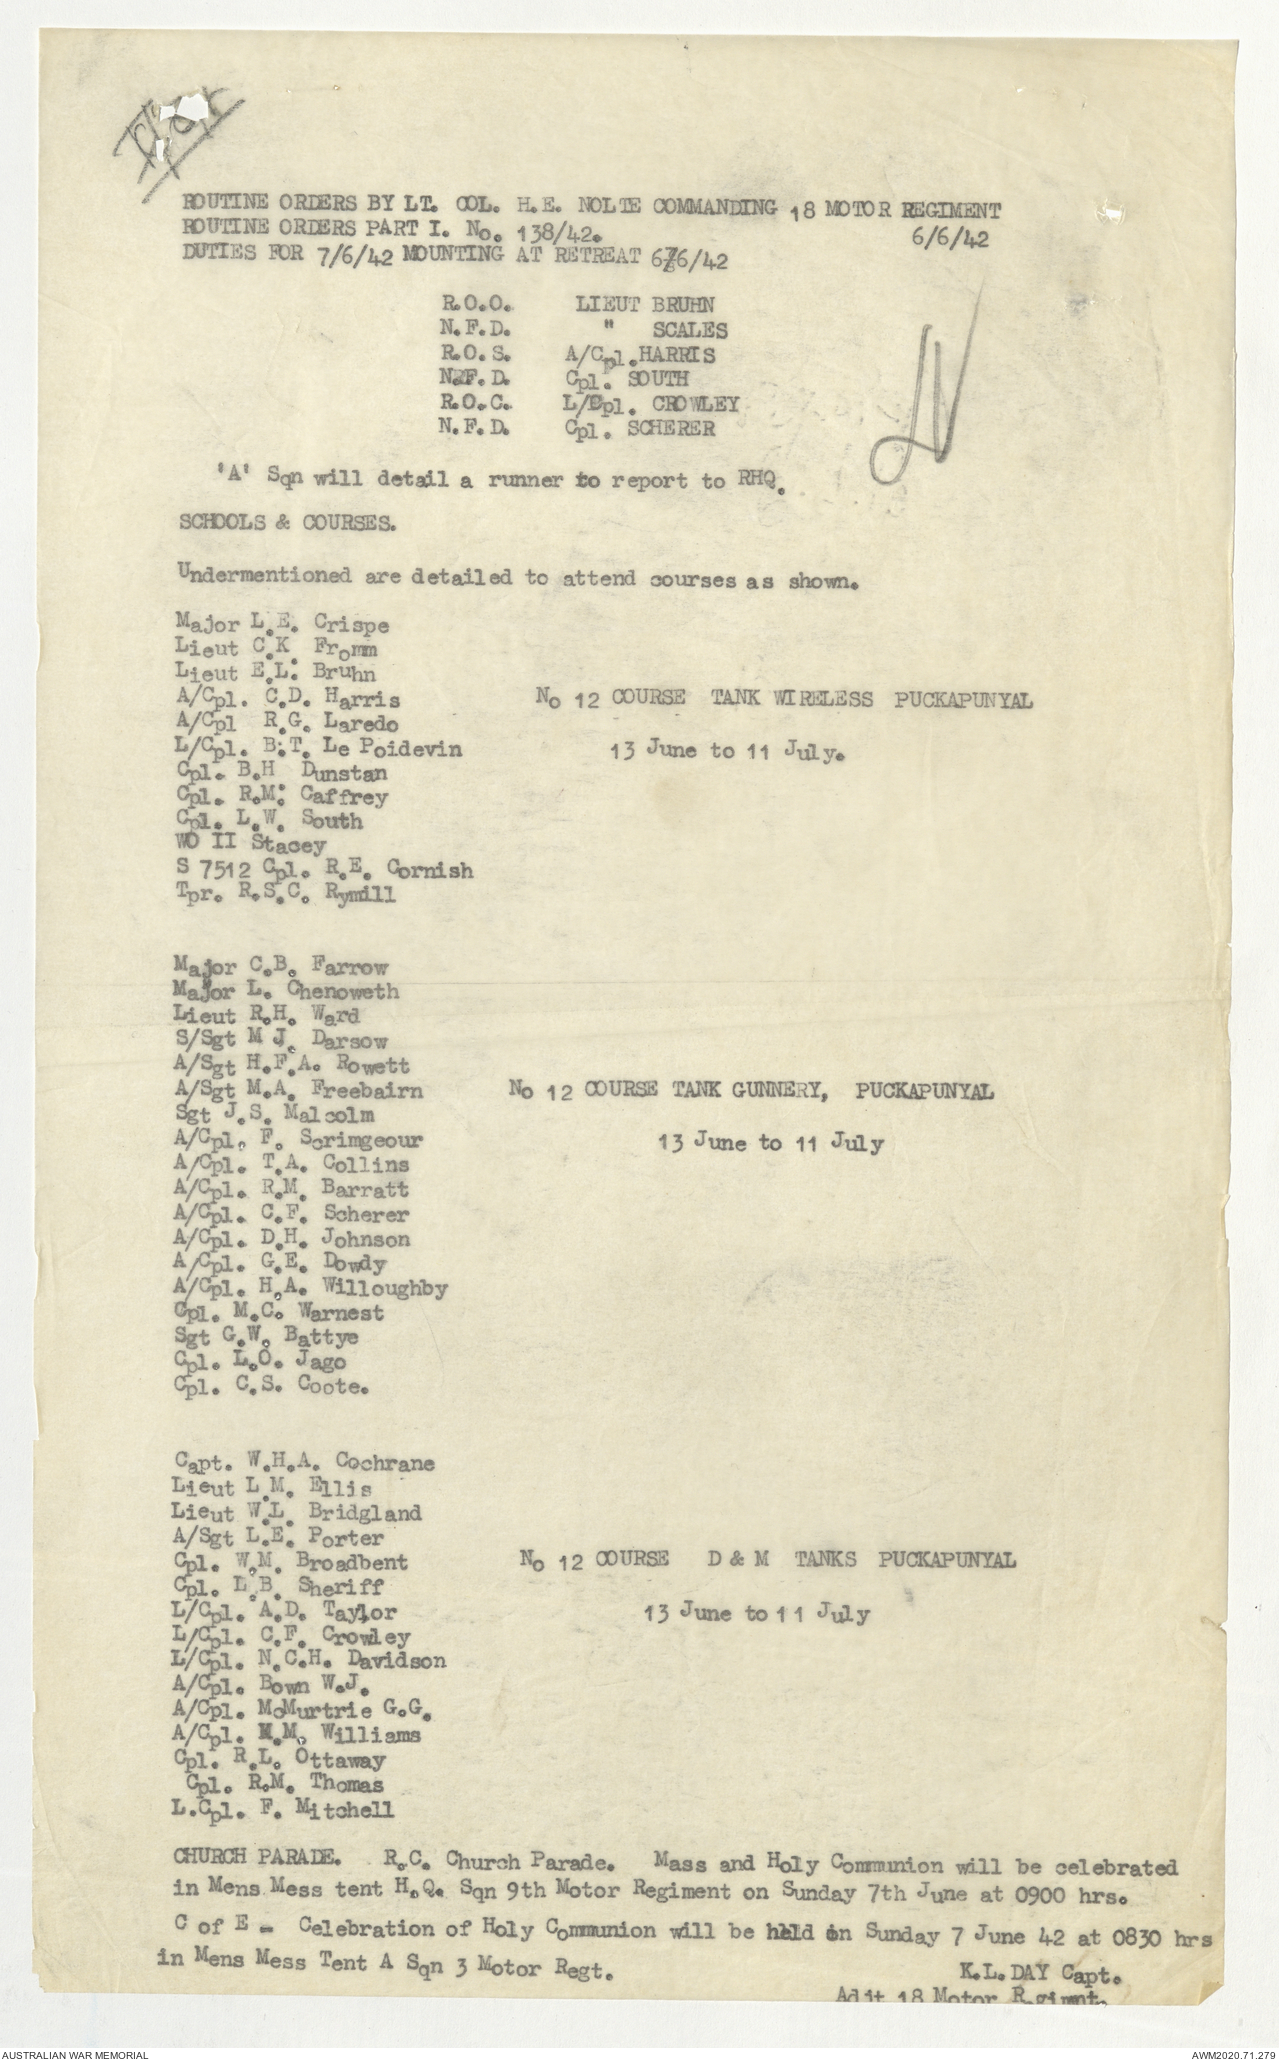 ROUTINE ORDERS BY LT. COL. H.E. NOLTE COMMANDING 18 MOTOR REGIMENT
ROUTINE ORDERS PART I. No. 138/42. 6/6/42
DUTIES FOR 7/6/42 MOUNTING AT RETREAT 6/6/42
R.O.O. LIEUT BRUHN
N.F.D. " SCALES
R.O.S. A/Cpl.HARRIS
N.F.D. Cpl. SOUTH
R.O.C. L/Cpl. CROWLEY
N.F.D. Cpl. SCHERER
'A' Sqn will detail a runner to report to RHQ.
SCHOOLS & COURSES.
Undermentioned are detailed to attend courses as shown.
Major L.E. Crispe
Lieut C.K Fromm
Lieut E.L. Bruhn
A/Cpl. C.D. Harris No 12 COURSE TANK WIRELESS PUCKAPUNYAL
A/Cpl R.G. Laredo
L/Cpl. B.T. Le Poidevin 13 June to 11 July.
Cpl. B.H Dunstan
Cpl. R.M. Caffrey
Cpl. L.W. South
WO II Stacey
S 7512 Cpl. R.E. Cornish
Tpr. R.S.C. Rymill
Major C.B. Farrow
Major L. Chenoweth
Lieut R.H. Ward
S/Sgt M J. Darsow
A/Sgt H.F.A. Rowett
A/Sgt M.A. Freebairn No 12 COURSE TANK GUNNERY, PUCKAPUNYAL
Sgt J.S. Malcolm
A/Cpl. F. Scrimgeour 13 June to 11 July
A/Cpl. T.A. Collins
A/Cpl. R.M. Barratt
A/Cpl. C.F. Scherer
A/Cpl. D.H. Johnson
A/Cpl. G.E. Dowdy
A/Cpl. H.A. Willoughby
Cpl. M.C. Warnest
Sgt G.W. Battye
Cpl. L.O. Jago
Cpl. C.S. Coote.
Capt. W.H.A. Cochrane
Lieut L.M. Ellis
Lieut W.L. Bridgland
A/Sgt L.E. Porter
Cpl. W.M. Broadbent No 12 COURSE D & M TANKS PUCKAPUNYAL
Cpl. L.B. Sheriff
L/Cpl. A.D. Taylor 13 June to 11 July
L/Cpl. C.F. Crowley
L/Cpl. N.C.H. Davidson
A/Cpl. Bown W.J.
A/Cpl. McMurtrie G.G.
A/Cpl. M.M. Williams
Cpl. R.L. Ottaway
Cpl. R.M. Thomas
L.Cpl. F. Mitchell
CHURCH PARADE. R.C. Church Parade. Mass and Holy Communion will be celebrated
in Mens Mess tent H.Q. Sqn 9th Motor Regiment on Sunday 7th June at 0900 hrs.
C of E - Celebration of Holy Communion will be held on Sunday 7 June 42 at 0830 hrs
in Mens Mess Tent A Sqn 3 Motor Regt.
K.L.DAY Capt.
Adjt 18 Motor Regimnt.
AUSTRALIAN WAR MEMORIAL AWM2020.71.279